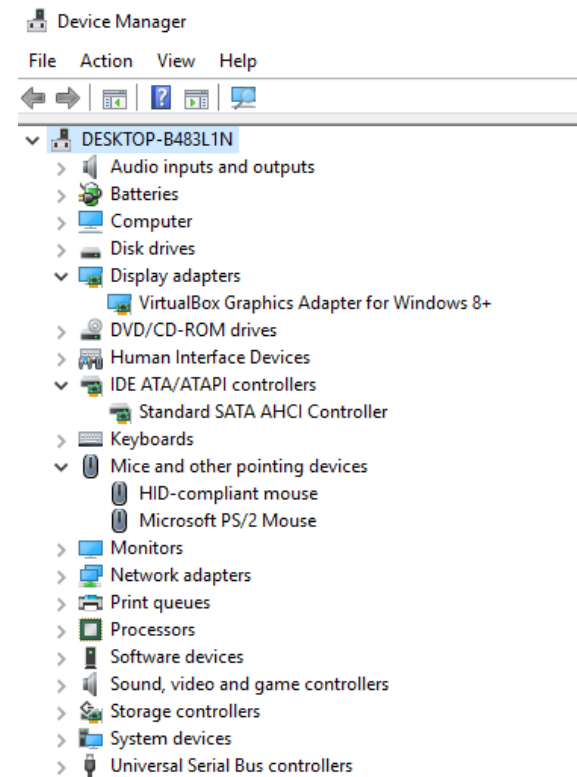 Device Manager
File Action View Help
DESKTOP-B483L1N
Audio inputs and outputs
Batteries
Computer
Disk drives
Display adapters
VirtualBox Graphics Adapter for Windows 8+
DVD/CD-ROM drives
Human Interface Devices
IDE ATA/ATAPI controllers
Standard SATA AHCI Controller
Keyboards
Mice and other pointing devices
HID-compliant mouse
Microsoft PS/2 Mouse
Monitors
Network adapters
Print queues
Processors
Software devices
Sound, video and game controllers
Storage controllers
System devices
Universal Serial Bus controllers